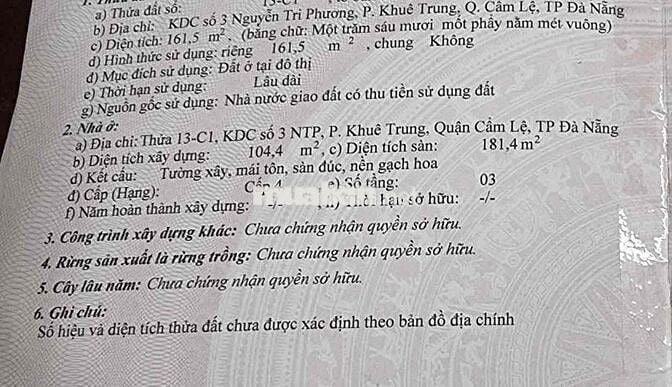 a) Thửa đất số: 13-C1
b) Địa chỉ: KDC số 3 Nguyễn Tri Phương, P. Khuê Trung, Q. Cẩm Lệ, TP Đà Nẵng
c) Diện tích: 161,5 m², (bằng chữ: Một trăm sáu mươi mốt phẩy năm mét vuông)
d) Hình thức sử dụng: riêng 161,5 m², chung Không
đ) Mục đích sử dụng: Đất ở tại đô thị
e) Thời hạn sử dụng: Lâu dài
g) Nguồn gốc sử dụng: Nhà nước giao đất có thu tiền sử dụng đất
2. Nhà ở:
a) Địa chỉ: Thửa 13-C1, KDC số 3 NTP, P. Khuê Trung, Quận Cẩm Lệ, TP Đà Nẵng
b) Diện tích xây dựng: 104,4 m², c) Diện tích sàn: 181,4 m²
d) Kết cấu: Tường xây, mái tôn, sàn đúc, nền gạch hoa
đ) Cấp (Hạng): Cấp 4 e) Số tầng: 03
f) Năm hoàn thành xây dựng: hạn sở hữu: -/-
3. Công trình xây dựng khác: Chưa chứng nhận quyền sở hữu.
4. Rừng sản xuất là rừng trồng: Chưa chứng nhận quyền sở hữu.
5. Cây lâu năm: Chưa chứng nhận quyền sở hữu.
6. Ghi chú:
Số hiệu và diện tích thửa đất chưa được xác định theo bản đồ địa chính